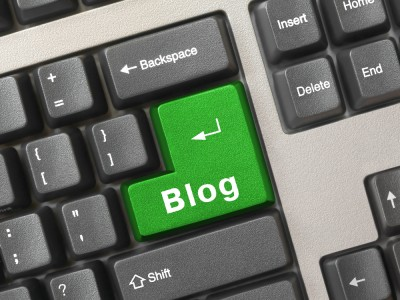 Insert
Home
← Backspace
Delete
End
+
=
{
[
}
]
↵
Blog
:
;
"
'
?
⇧ Shift
↑
←